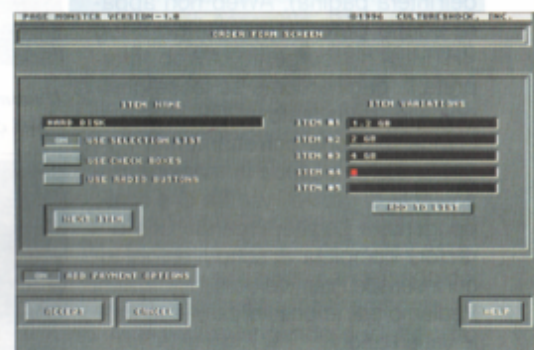 PAGE MONSTER VERSION-1.0 ©1996 CULTURESHOCK, INC.
ORDER FORM SCREEN
ITEM NAME
HARD DISK
ON USE SELECTION LIST
USE CHECK BOXES
USE RADIO BUTTONS
NEXT ITEM
ITEM VARIATIONS
ITEM #1 1.2 GB
ITEM #2 2 GB
ITEM #3 4 GB
ITEM #4
ITEM #5
ADD TO LIST
ON ADD PAYMENT OPTIONS
ACCEPT CANCEL HELP